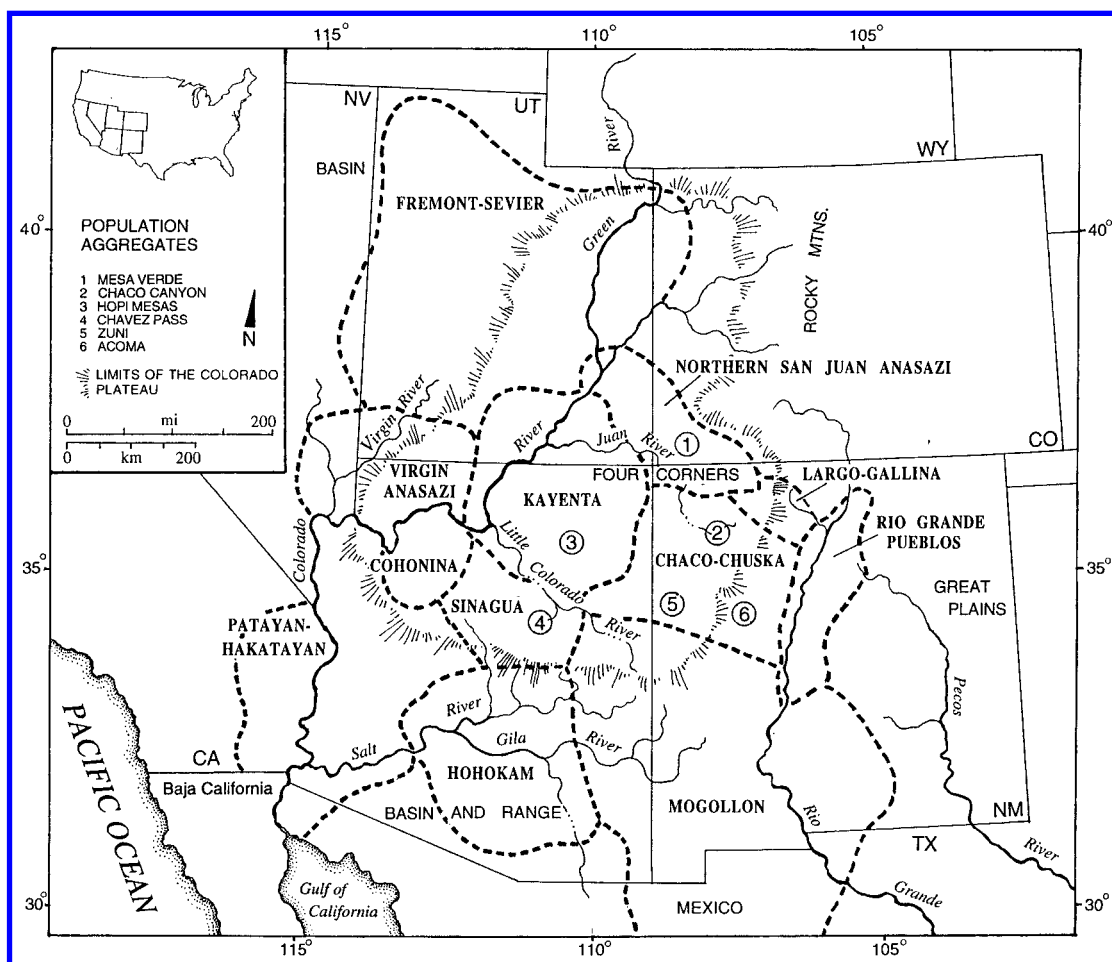 115°
110°
105°
NV
UT
WY
River
BASIN
FREMONT-SEVIER
40°
40°
POPULATION
AGGREGATES
1 MESA VERDE
2 CHACO CANYON
3 HOPI MESAS
4 CHAVEZ PASS
5 ZUNI
6 ACOMA
N
LIMITS OF THE COLORADO
PLATEAU
0 mi 200
0 km 200
Green
ROCKY MTNS.
NORTHERN SAN JUAN ANASAZI
Virgin River
River
Juan River
1
CO
VIRGIN
ANASAZI
FOUR CORNERS
LARGO-GALLINA
KAYENTA
RIO GRANDE
PUEBLOS
2
3
Little Colorado River
Colorado
CHACO-CHUSKA
35°
35°
COHONINA
GREAT
PLAINS
SINAGUA
4
5
6
PATAYAN-
HAKATAYAN
Pecos River
River
Salt
Gila River
CA
Baja California
HOHOKAM
BASIN AND RANGE
MOGOLLON
NM
TX
Rio Grande
PACIFIC OCEAN
Gulf of
California
MEXICO
30°
30°
115°
110°
105°